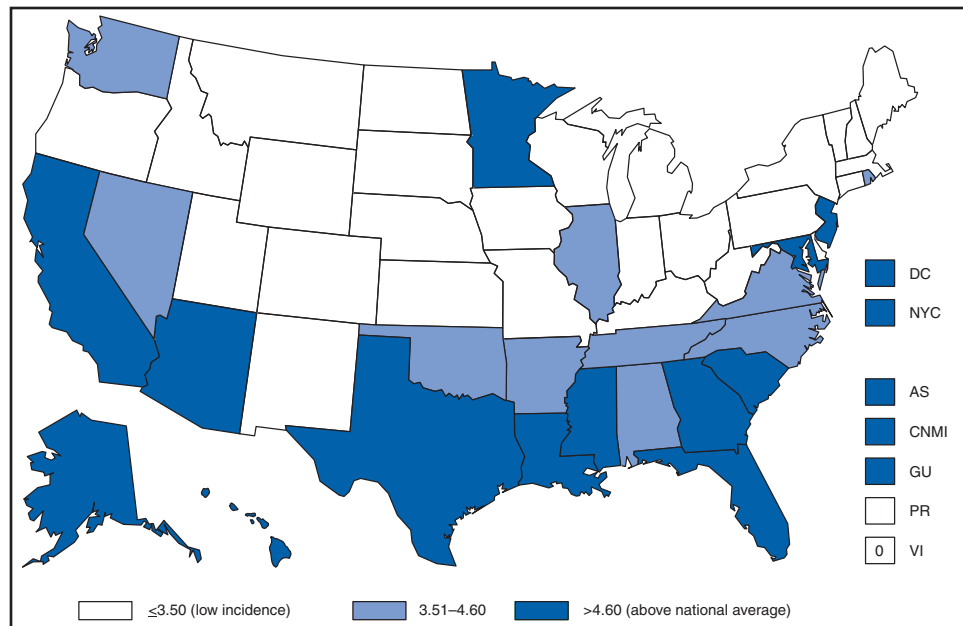 DC
NYC
AS
CNMI
GU
PR
0 VI
≤3.50 (low incidence) 3.51–4.60 >4.60 (above national average)